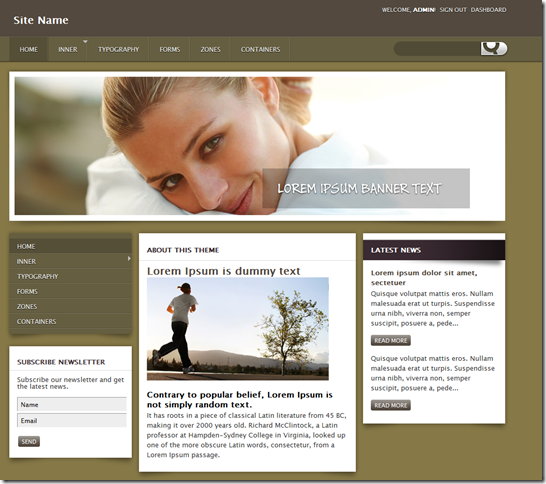 WELCOME, ADMIN! SIGN OUT DASHBOARD
Site Name
HOME INNER TYPOGRAPHY FORMS ZONES CONTAINERS
LOREM IPSUM BANNER TEXT
HOME
INNER
TYPOGRAPHY
FORMS
ZONES
CONTAINERS
SUBSCRIBE NEWSLETTER
Subscribe our newsletter and get
the latest news.
Name
Email
SEND
ABOUT THIS THEME
Lorem Ipsum is dummy text
Contrary to popular belief, Lorem Ipsum is
not simply random text.
It has roots in a piece of classical Latin literature from 45 BC,
making it over 2000 years old. Richard McClintock, a Latin
professor at Hampden-Sydney College in Virginia, looked up
one of the more obscure Latin words, consectetur, from a
Lorem Ipsum passage.
LATEST NEWS
Lorem ipsum dolor sit amet,
sectetuer
Quisque volutpat mattis eros. Nullam
malesuada erat ut turpis. Suspendisse
urna nibh, viverra non, semper
suscipit, posuere a, pede...
READ MORE
Quisque volutpat mattis eros. Nullam
malesuada erat ut turpis. Suspendisse
urna nibh, viverra non, semper
suscipit, posuere a, pede...
READ MORE